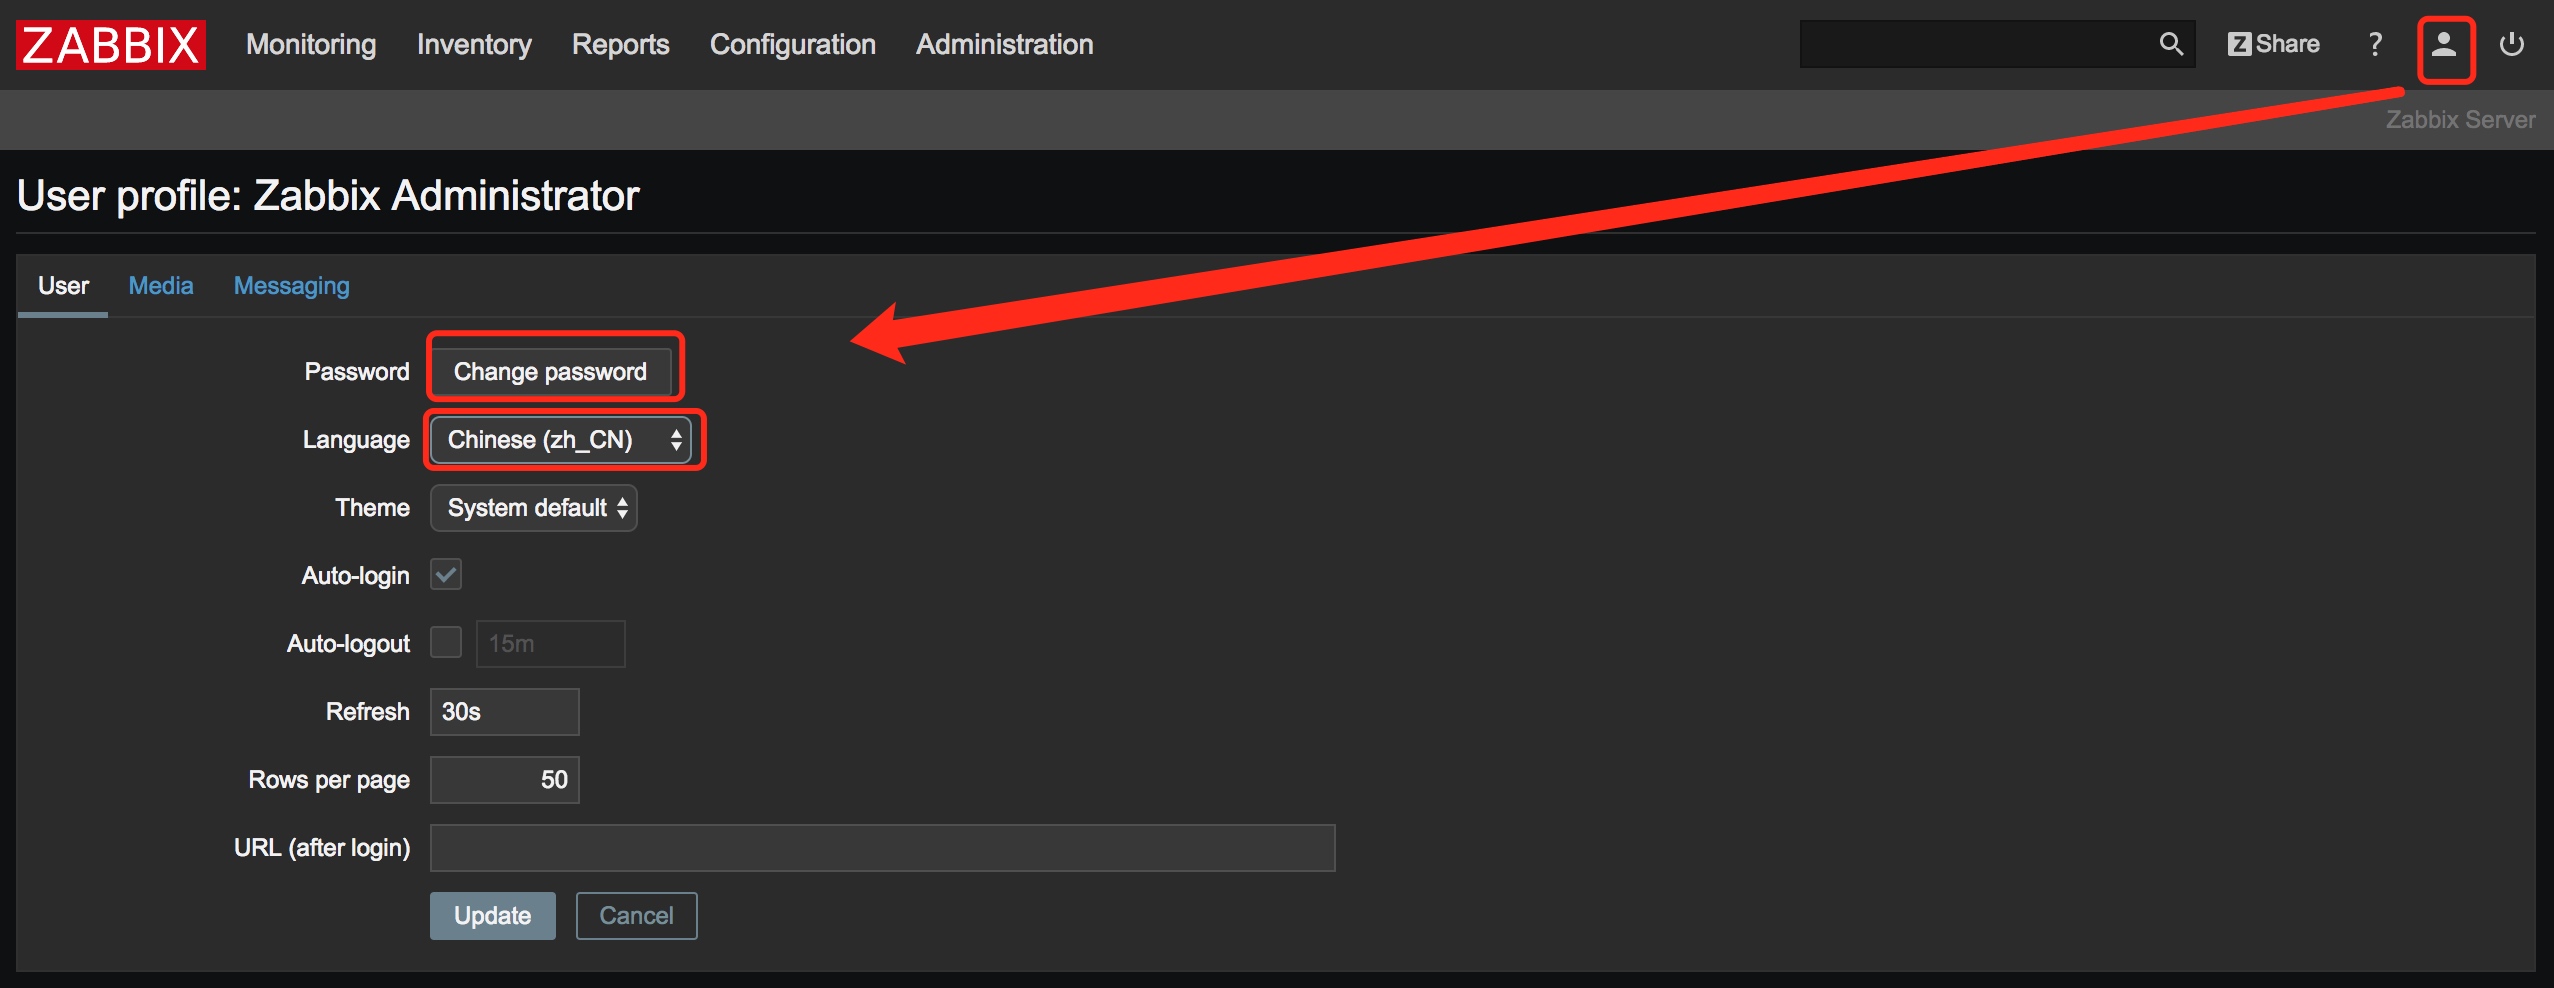 ZABBIX Monitoring Inventory Reports Configuration Administration Z Share ?
Zabbix Server
User profile: Zabbix Administrator
User Media Messaging
Password Change password
Language Chinese (zh_CN)
Theme System default
Auto-login
Auto-logout 15m
Refresh 30s
Rows per page 50
URL (after login)
Update Cancel